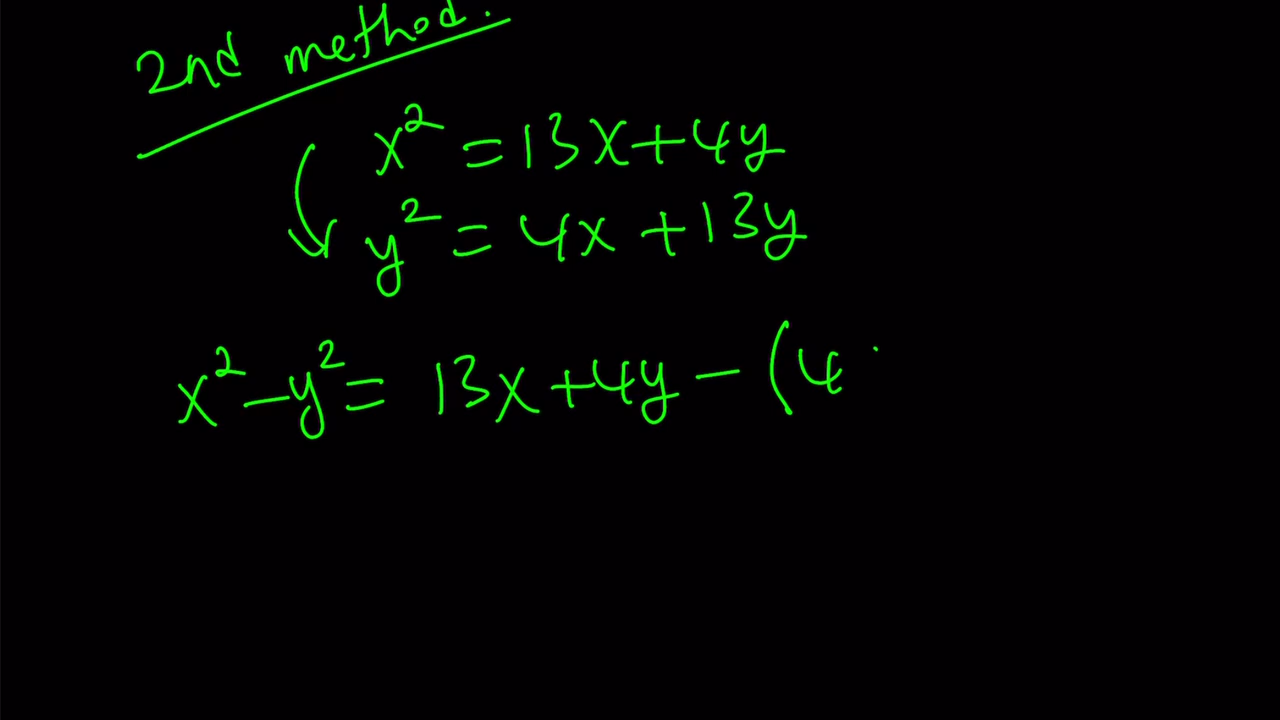 2nd method.
x² = 13x + 4y
y² = 4x + 13y
x² - y² = 13x + 4y - (4